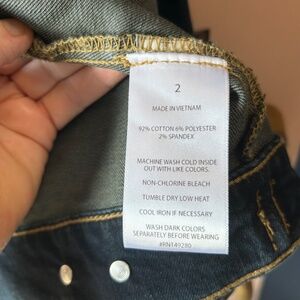 2
MADE IN VIETNAM
92% COTTON 6% POLYESTER
2% SPANDEX
MACHINE WASH COLD INSIDE
OUT WITH LIKE COLORS.
NON-CHLORINE BLEACH
TUMBLE DRY LOW HEAT
COOL IRON IF NECESSARY
WASH DARK COLORS
SEPARATELY BEFORE WEARING
#RN149280